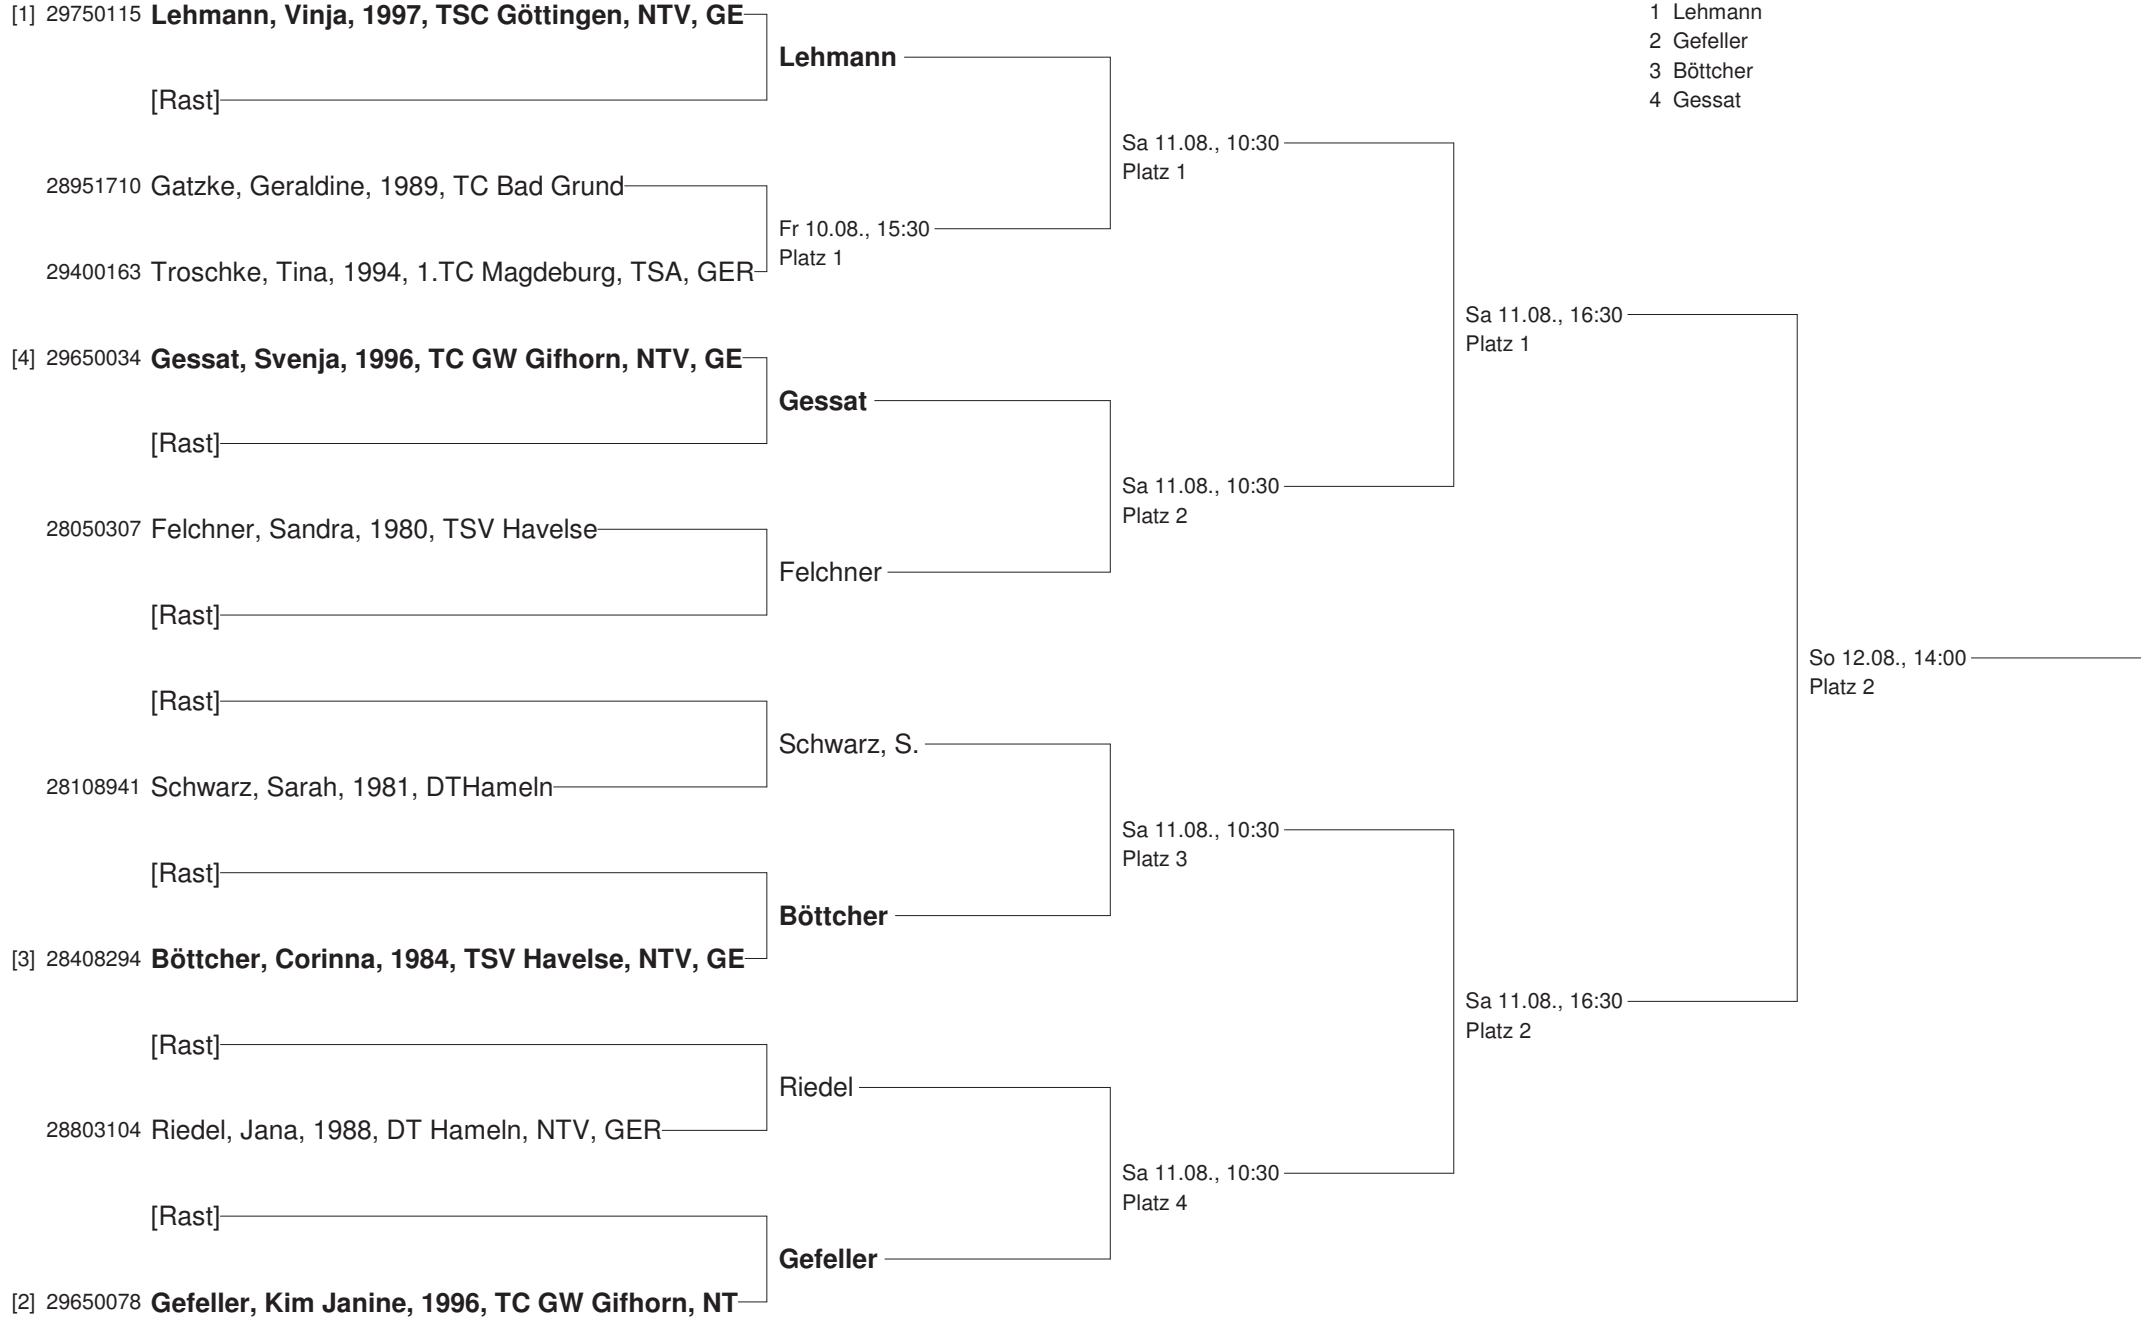 [1] 29750115 Lehmann, Vinja, 1997, TSC Göttingen, NTV, GE
[Rast]
28951710 Gatzke, Geraldine, 1989, TC Bad Grund
29400163 Troschke, Tina, 1994, 1.TC Magdeburg, TSA, GER
[4] 29650034 Gessat, Svenja, 1996, TC GW Gifhorn, NTV, GE
[Rast]
28050307 Felchner, Sandra, 1980, TSV Havelse
[Rast]
[Rast]
28108941 Schwarz, Sarah, 1981, DTHameln
[Rast]
[3] 28408294 Böttcher, Corinna, 1984, TSV Havelse, NTV, GE
[Rast]
28803104 Riedel, Jana, 1988, DT Hameln, NTV, GER
[Rast]
[2] 29650078 Gefeller, Kim Janine, 1996, TC GW Gifhorn, NT
Lehmann
Fr 10.08., 15:30
Platz 1
Gessat
Felchner
Schwarz, S.
Böttcher
Riedel
Gefeller
Sa 11.08., 10:30
Platz 1
Sa 11.08., 10:30
Platz 2
Sa 11.08., 10:30
Platz 3
Sa 11.08., 10:30
Platz 4
Sa 11.08., 16:30
Platz 1
Sa 11.08., 16:30
Platz 2
So 12.08., 14:00
Platz 2
1 Lehmann
2 Gefeller
3 Böttcher
4 Gessat